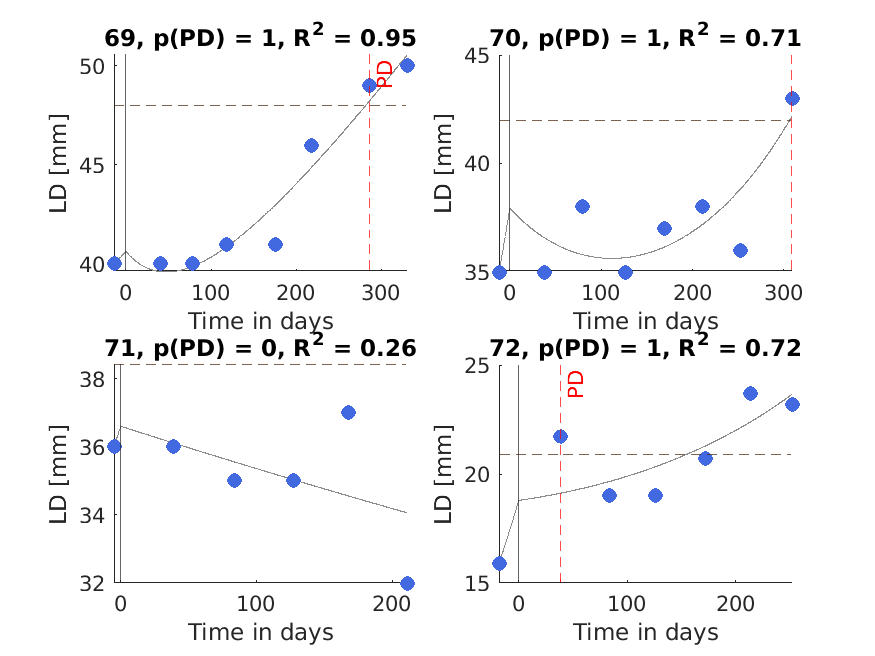 69, p(PD) = 1, R² = 0.95
50
45
40
LD [mm]
PD
0 100 200 300
Time in days
70, p(PD) = 1, R² = 0.71
45
40
35
LD [mm]
0 100 200 300
Time in days
71, p(PD) = 0, R² = 0.26
38
36
34
32
LD [mm]
0 100 200
Time in days
72, p(PD) = 1, R² = 0.72
25
20
15
LD [mm]
PD
0 100 200
Time in days